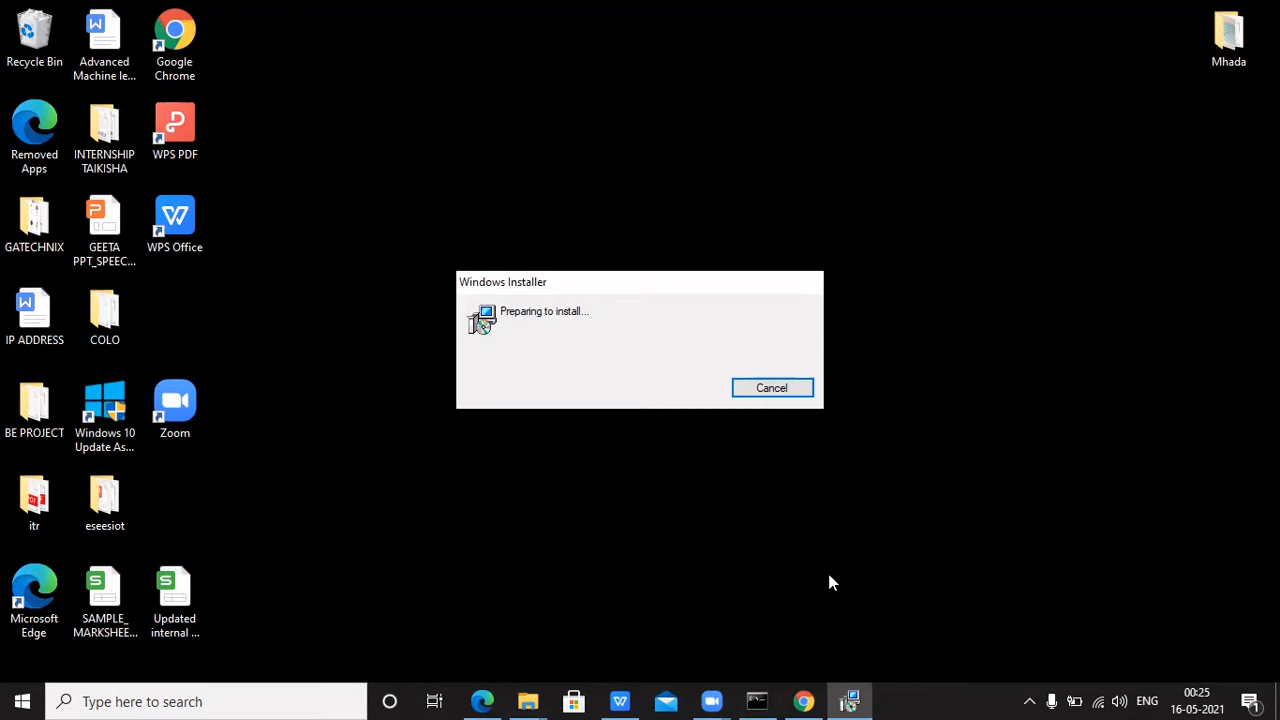 Recycle Bin
Advanced
Machine le...
Google
Chrome
Mhada
Removed
Apps
INTERNSHIP
TAIKISHA
WPS PDF
GATECHNIX
GEETA
PPT_SPEEC...
WPS Office
Windows Installer
Preparing to install...
Cancel
IP ADDRESS
COLO
BE PROJECT
Windows 10
Update As...
Zoom
itr
eseesiot
Microsoft
Edge
SAMPLE_
MARKSHEE...
Updated
internal ...
Type here to search
ENG
00:25
16-05-2021
1